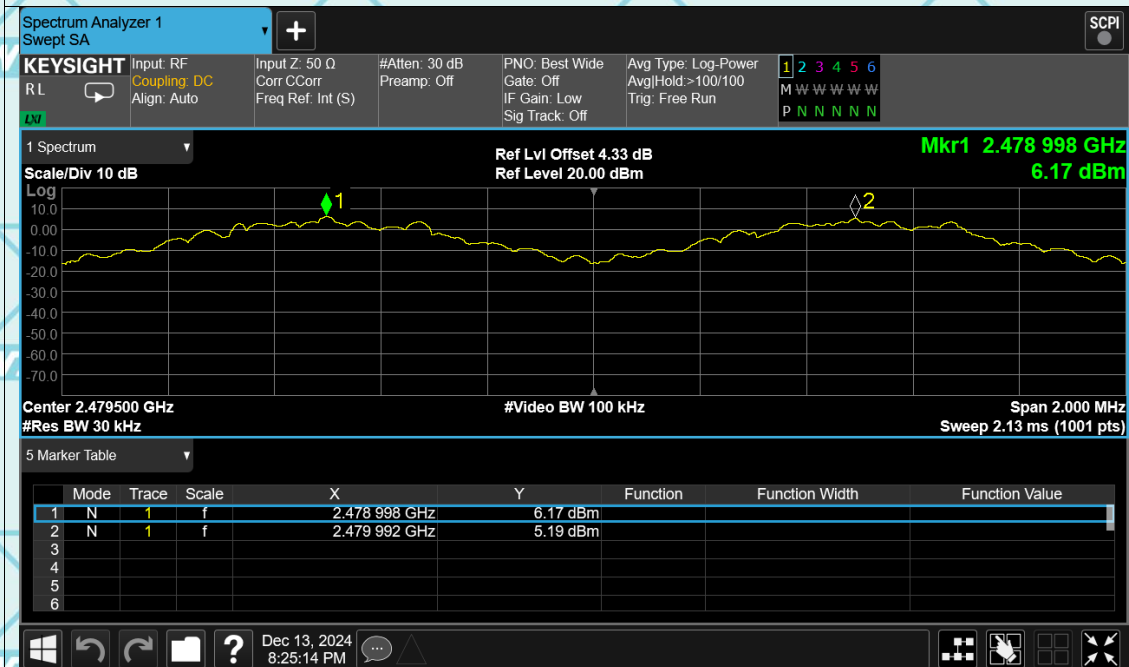 Spectrum Analyzer 1
Swept SA
+
SCPI
KEYSIGHT Input: RF Input Z: 50 Ω #Atten: 30 dB PNO: Best Wide Avg Type: Log-Power 1 2 3 4 5 6
RL Coupling: DC Corr CCorr Preamp: Off Gate: Off Avg|Hold:>100/100 M W W W W W
Align: Auto Freq Ref: Int (S) IF Gain: Low Trig: Free Run
LXI Sig Track: Off P N N N N N
1 Spectrum Ref Lvl Offset 4.33 dB Mkr1 2.478 998 GHz
Scale/Div 10 dB Ref Level 20.00 dBm 6.17 dBm
Log
1 2
10.0
0.00
-10.0
-20.0
-30.0
-40.0
-50.0
-60.0
-70.0
Center 2.479500 GHz #Video BW 100 kHz Span 2.000 MHz
#Res BW 30 kHz Sweep 2.13 ms (1001 pts)
5 Marker Table
Mode Trace Scale X Y Function Function Width Function Value
1 N 1 f 2.478 998 GHz 6.17 dBm
2 N 1 f 2.479 992 GHz 5.19 dBm
3
4
5
6
? Dec 13, 2024
8:25:14 PM